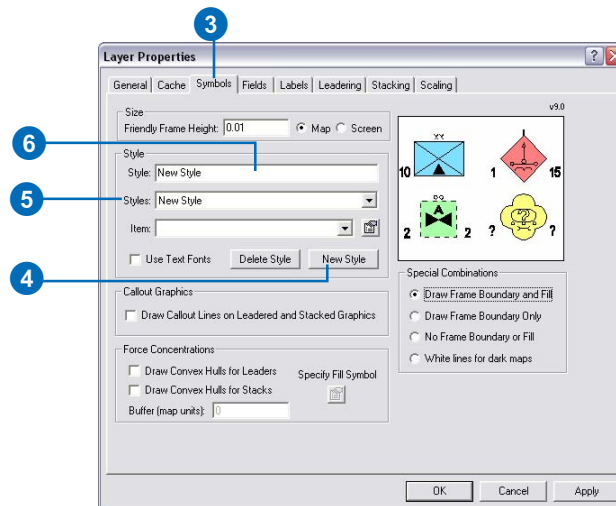 3
Layer Properties
General Cache Symbols Fields Labels Leadering Stacking Scaling
Size
Friendly Frame Height: 0.01 Map Screen
6
Style
Style: New Style
5
Styles: New Style
Item:
Use Text Fonts Delete Style New Style
4
Callout Graphics
Draw Callout Lines on Leadered and Stacked Graphics
Force Concentrations
Draw Convex Hulls for Leaders
Draw Convex Hulls for Stacks
Specify Fill Symbol
Buffer (map units): 0
v9.0
XX
10 1 15
A
2 2 ? ? ?
Special Combinations
Draw Frame Boundary and Fill
Draw Frame Boundary Only
No Frame Boundary or Fill
White lines for dark maps
OK Cancel Apply